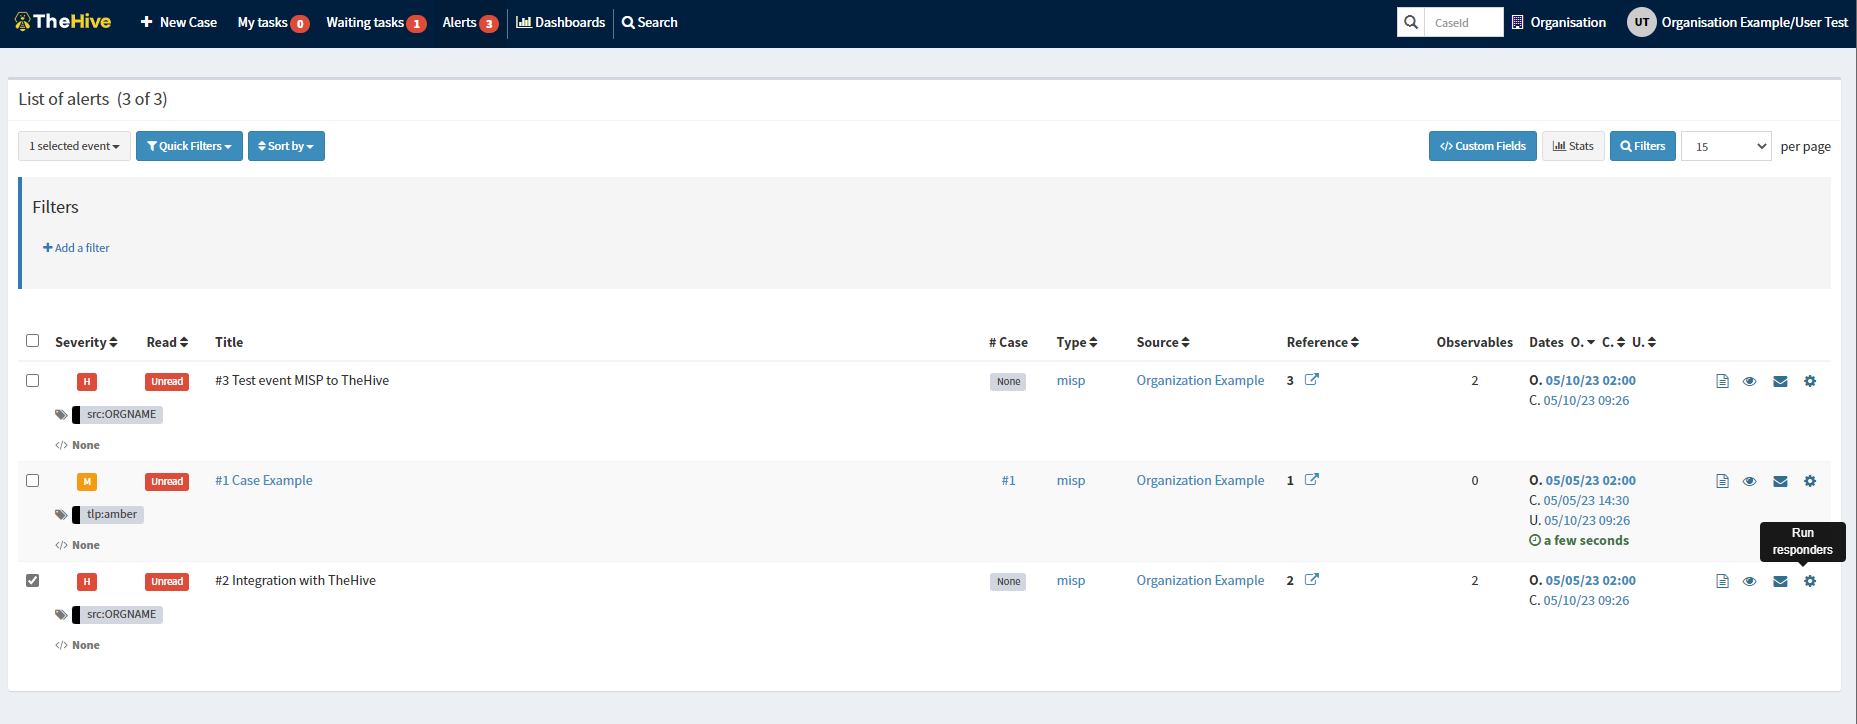 TheHive New Case My tasks 0 Waiting tasks 1 Alerts 3 Dashboards Search CaseId Organisation UT Organisation Example/User Test
List of alerts (3 of 3)
1 selected event Quick Filters Sort by Custom Fields Stats Filters 15 per page
Filters
Add a filter
Severity Read Title # Case Type Source Reference Observables Dates O. C. U.
H Unread #3 Test event MISP to TheHive None misp Organization Example 3 2 O. 05/10/23 02:00
C. 05/10/23 09:26
src:ORGNAME
</> None
M Unread #1 Case Example #1 misp Organization Example 1 0 O. 05/05/23 02:00
C. 05/05/23 14:30
tlp:amber
U. 05/10/23 09:26
a few seconds
</> None
Run
responders
H Unread #2 Integration with TheHive None misp Organization Example 2 2 O. 05/05/23 02:00
C. 05/10/23 09:26
src:ORGNAME
</> None